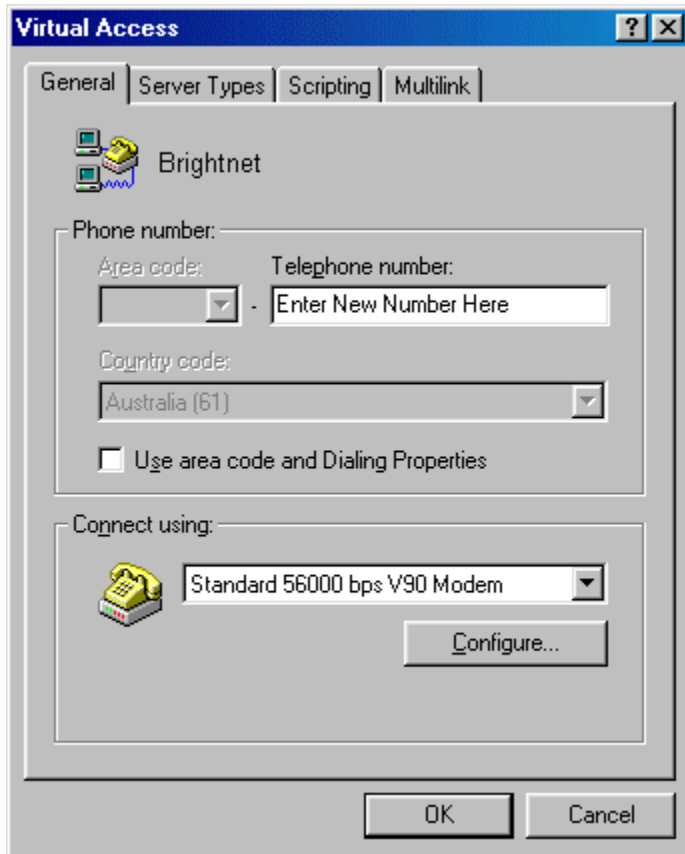 Virtual Access
General Server Types Scripting Multilink
Brightnet
Phone number:
Area code: Telephone number:
- Enter New Number Here
Country code:
Australia (61)
Use area code and Dialing Properties
Connect using:
Standard 56000 bps V90 Modem
Configure...
OK Cancel